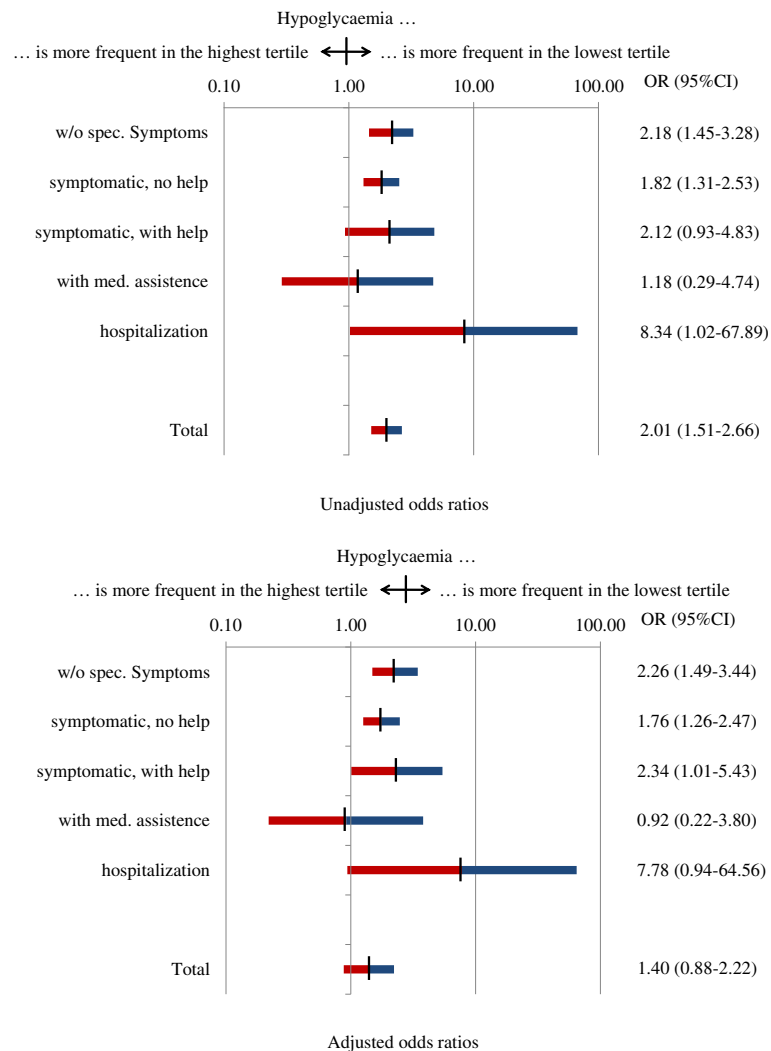 Hypoglycaemia …
… is more frequent in the highest tertile … is more frequent in the lowest tertile
0.10 1.00 10.00 100.00 OR (95%CI)
w/o spec. Symptoms 2.18 (1.45-3.28)
symptomatic, no help 1.82 (1.31-2.53)
symptomatic, with help 2.12 (0.93-4.83)
with med. assistence 1.18 (0.29-4.74)
hospitalization 8.34 (1.02-67.89)
Total 2.01 (1.51-2.66)
Unadjusted odds ratios
Hypoglycaemia …
… is more frequent in the highest tertile … is more frequent in the lowest tertile
0.10 1.00 10.00 100.00 OR (95%CI)
w/o spec. Symptoms 2.26 (1.49-3.44)
symptomatic, no help 1.76 (1.26-2.47)
symptomatic, with help 2.34 (1.01-5.43)
with med. assistence 0.92 (0.22-3.80)
hospitalization 7.78 (0.94-64.56)
Total 1.40 (0.88-2.22)
Adjusted odds ratios